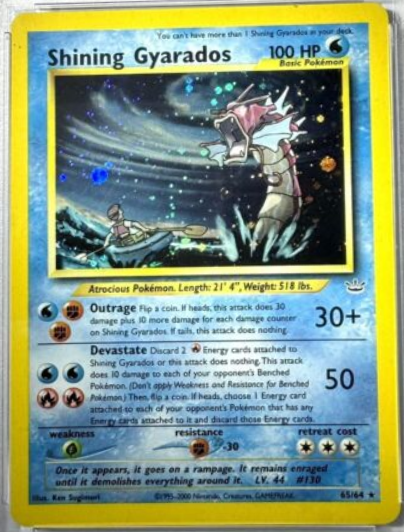 You can't have more than 1 Shining Gyarados in your deck.
Shining Gyarados 100 HP
Basic Pokémon
Atrocious Pokémon. Length: 21' 4", Weight: 518 lbs.
Outrage Flip a coin. If heads, this attack does 30
damage plus 10 more damage for each damage counter
on Shining Gyarados. If tails, this attack does nothing.
30+
Devastate Discard 2 Energy cards attached to
Shining Gyarados or this attack does nothing. This attack
does 10 damage to each of your opponent's Benched
Pokémon. (Don't apply Weakness and Resistance for Benched
Pokémon.) Then, flip a coin. If heads, choose 1 Energy card
attached to each of your opponent's Pokémon that has any
Energy cards attached to it and discard those Energy cards.
50
weakness resistance retreat cost
-30
Once it appears, it goes on a rampage. It remains enraged
until it demolishes everything around it. LV. 44 #130
Illus. Ken Sugimori ©1995-2000 Nintendo, Creatures, GAMEFREAK. 65/64